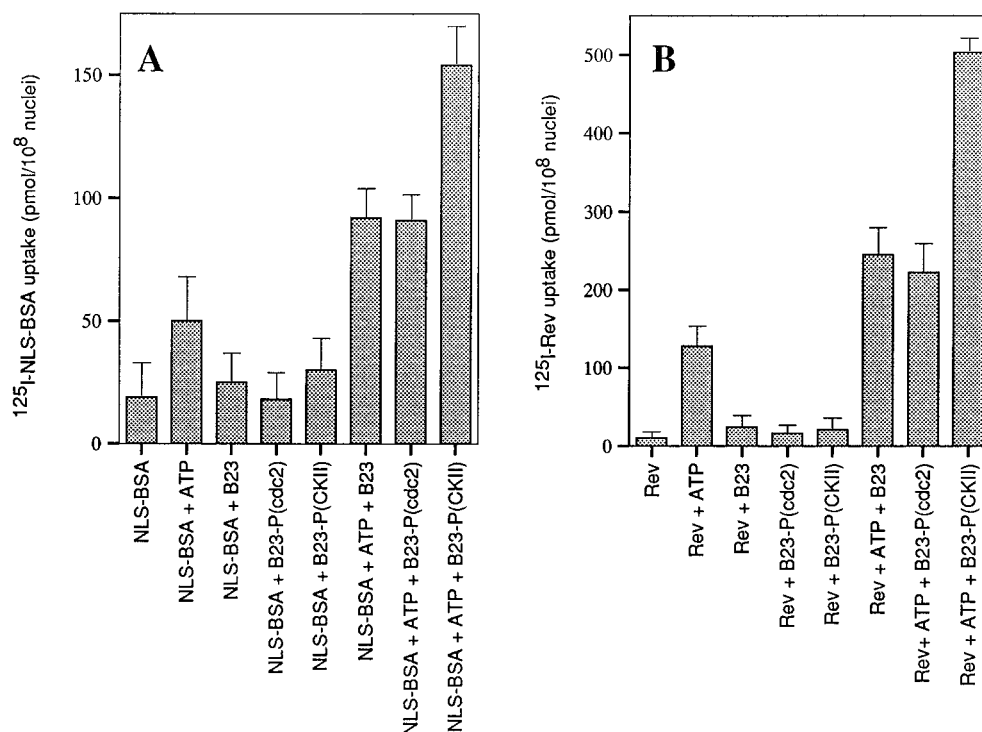 A
125I-NLS-BSA uptake (pmol/10^8 nuclei)
150
100
50
0
NLS-BSA
NLS-BSA + ATP
NLS-BSA + B23
NLS-BSA + B23-P(cdc2)
NLS-BSA + B23-P(CKII)
NLS-BSA + ATP + B23
NLS-BSA + ATP + B23-P(cdc2)
NLS-BSA + ATP + B23-P(CKII)
B
125I-Rev uptake (pmol/10^8 nuclei)
500
400
300
200
100
0
Rev
Rev + ATP
Rev + B23
Rev + B23-P(cdc2)
Rev + B23-P(CKII)
Rev + ATP + B23
Rev+ ATP + B23-P(cdc2)
Rev + ATP + B23-P(CKII)